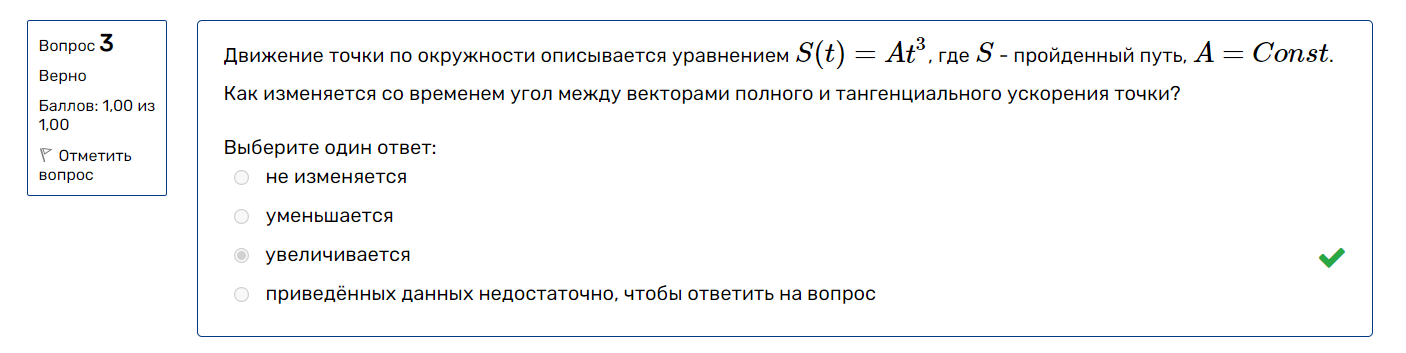 Вопрос 3
Верно
Баллов: 1,00 из
1,00
Отметить
вопрос
Движение точки по окружности описывается уравнением S(t) = At³, где S - пройденный путь, A = Const.
Как изменяется со временем угол между векторами полного и тангенциального ускорения точки?
Выберите один ответ:
не изменяется
уменьшается
увеличивается
приведённых данных недостаточно, чтобы ответить на вопрос